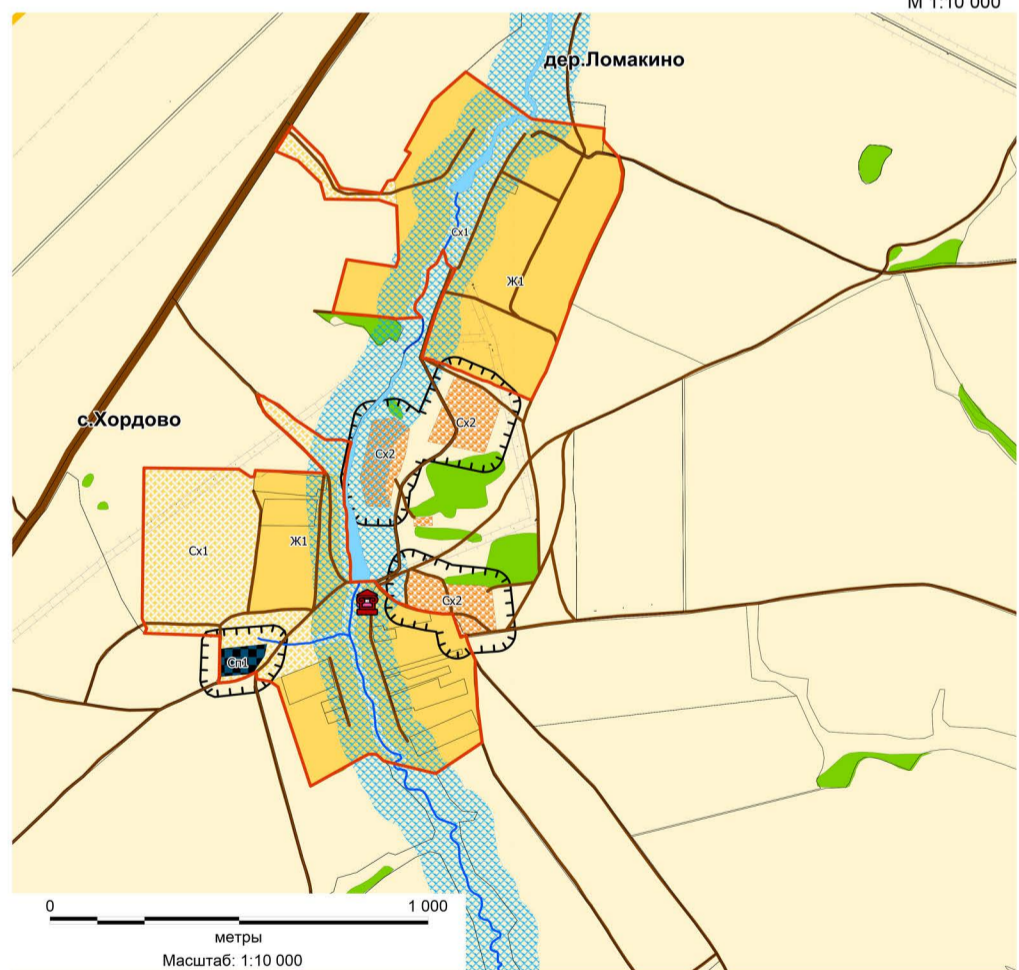 М 1:10 000
дер.Ломакино
Сх1
Ж1
с.Хордово
Сх2
Сх2
Сх1
Ж1
Сх2
Сп1
0 1 000
метры
Масштаб: 1:10 000